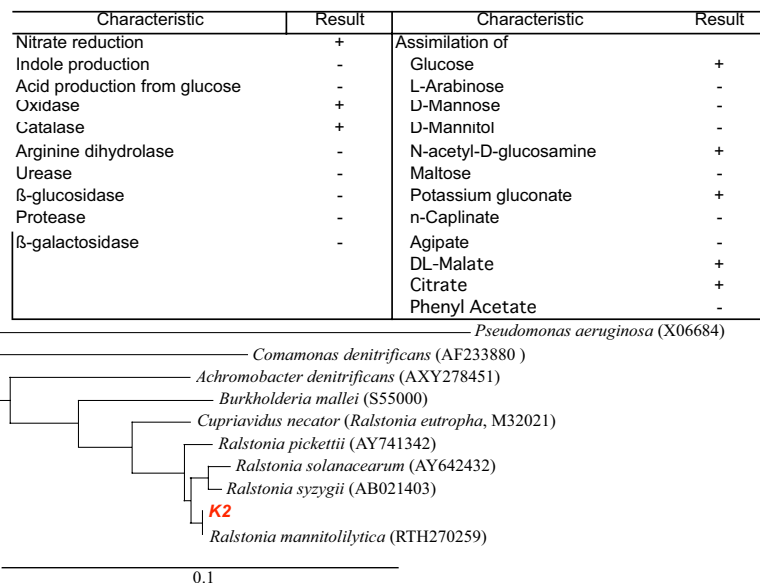 Characteristic Result Characteristic Result
Nitrate reduction + Assimilation of
Indole production - Glucose +
Acid production from glucose - L-Arabinose -
Oxidase + D-Mannose -
Catalase + D-Mannitol -
Arginine dihydrolase - N-acetyl-D-glucosamine +
Urease - Maltose -
ß-glucosidase - Potassium gluconate +
Protease - n-Caplinate -
ß-galactosidase - Agipate -
DL-Malate +
Citrate +
Phenyl Acetate -
Pseudomonas aeruginosa (X06684)
Comamonas denitrificans (AF233880 )
Achromobacter denitrificans (AXY278451)
Burkholderia mallei (S55000)
Cupriavidus necator (Ralstonia eutropha, M32021)
Ralstonia pickettii (AY741342)
Ralstonia solanacearum (AY642432)
Ralstonia syzygii (AB021403)
K2
Ralstonia mannitolilytica (RTH270259)
0.1